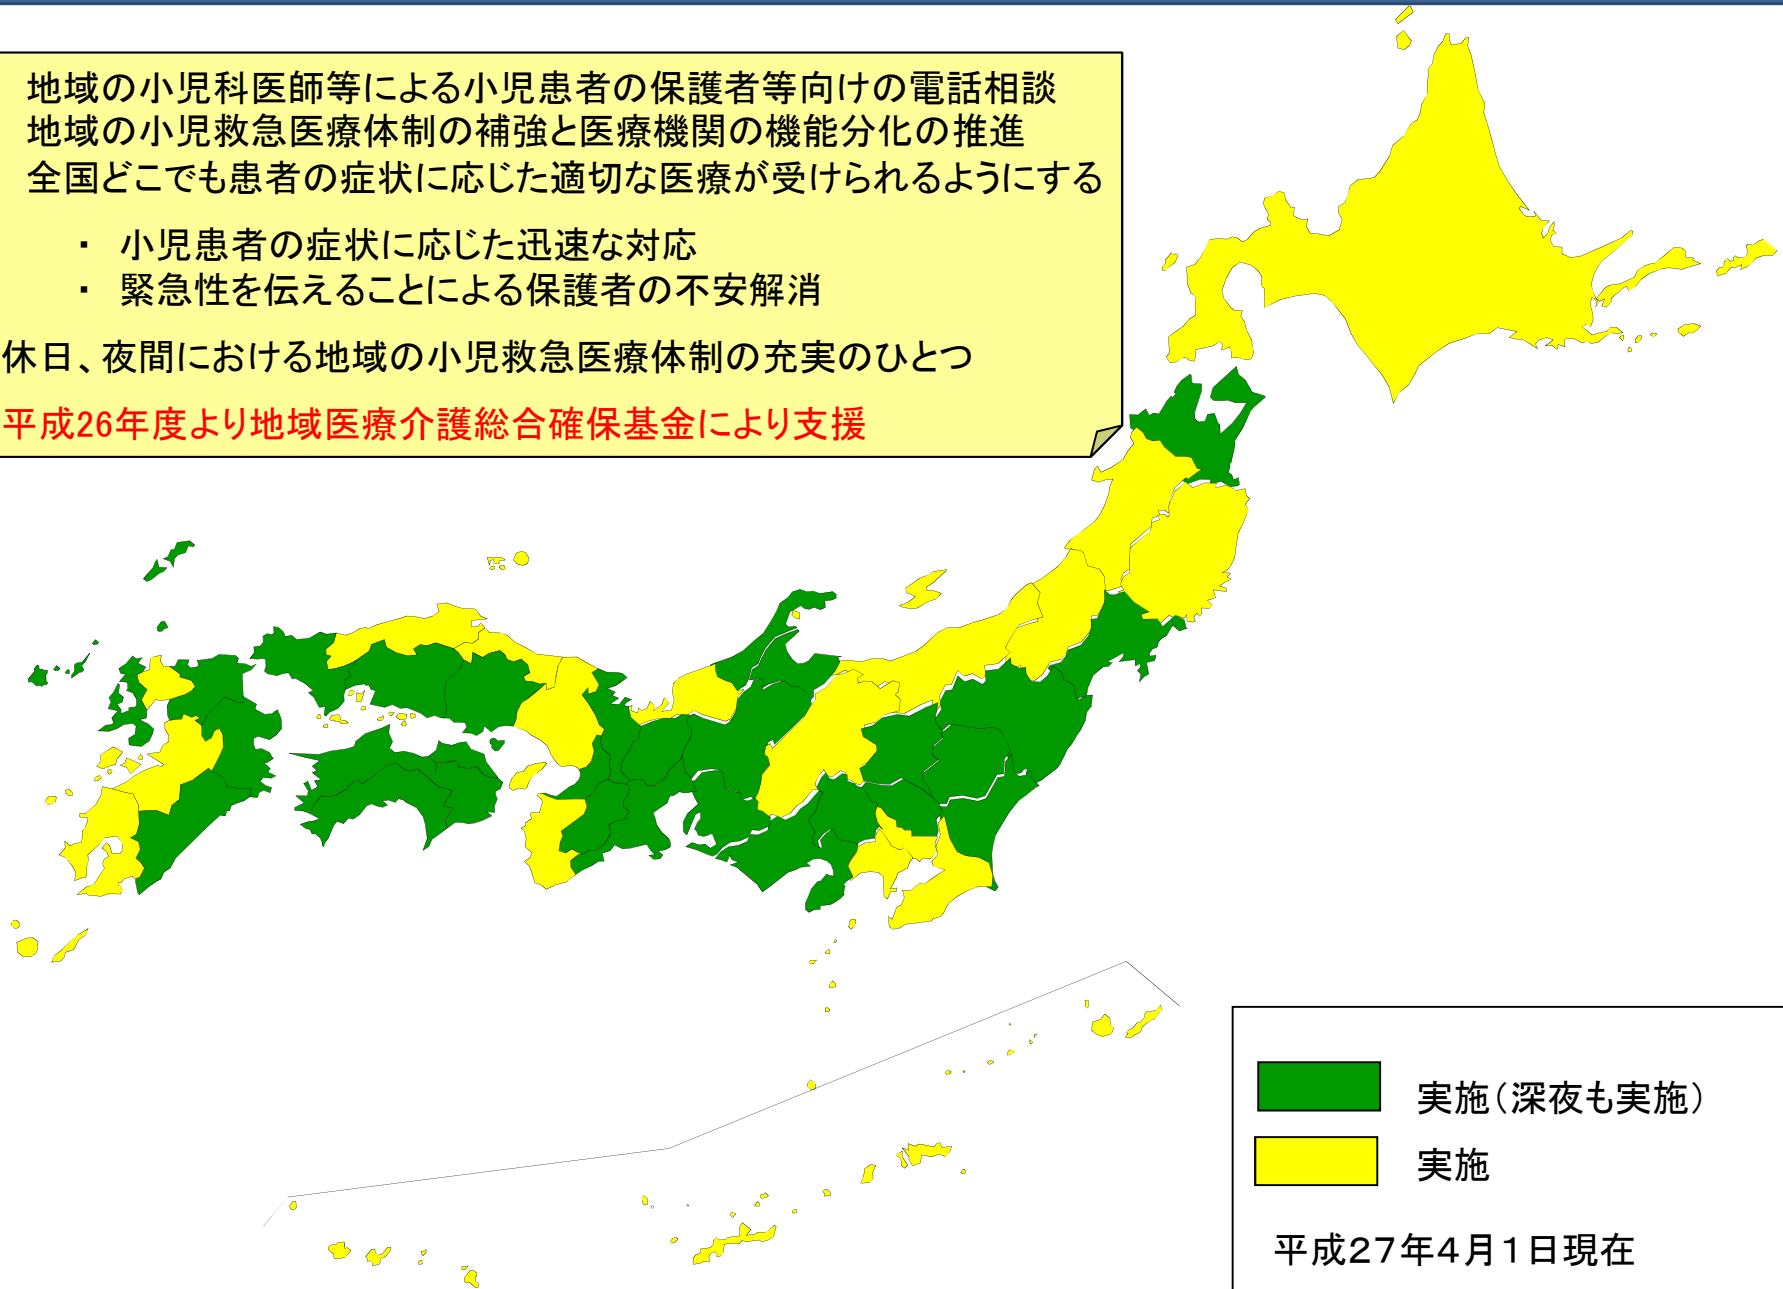 地域の小児科医師等による小児患者の保護者等向けの電話相談
地域の小児救急医療体制の補強と医療機関の機能分化の推進
全国どこでも患者の症状に応じた適切な医療が受けられるようにする
・ 小児患者の症状に応じた迅速な対応
・ 緊急性を伝えることによる保護者の不安解消
休日、夜間における地域の小児救急医療体制の充実のひとつ
平成26年度より地域医療介護総合確保基金により支援
実施（深夜も実施）
実施
平成２７年４月１日現在